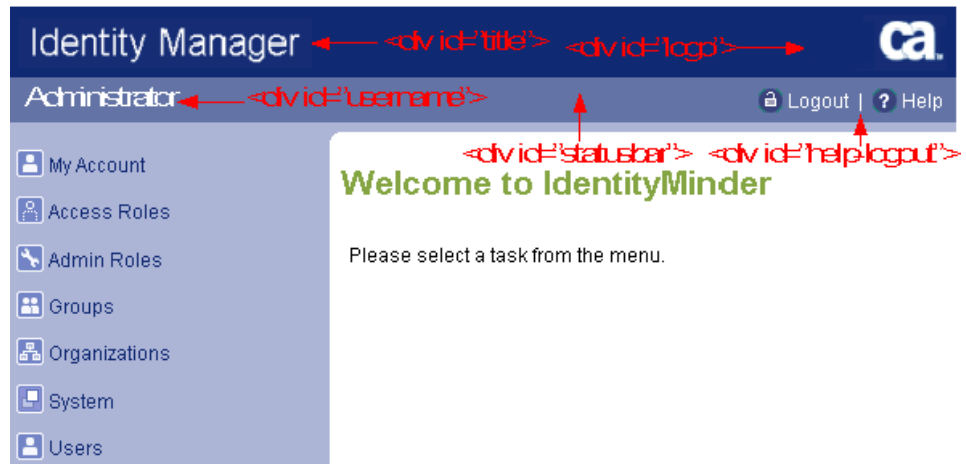 Identity Manager <div id='title'> <div id='logo'> ca.
Administrator <div id='username'> Logout | Help
<div id='statusbar'> <div id='help-logout'>
My Account
Welcome to IdentityMinder
Access Roles
Admin Roles
Please select a task from the menu.
Groups
Organizations
System
Users